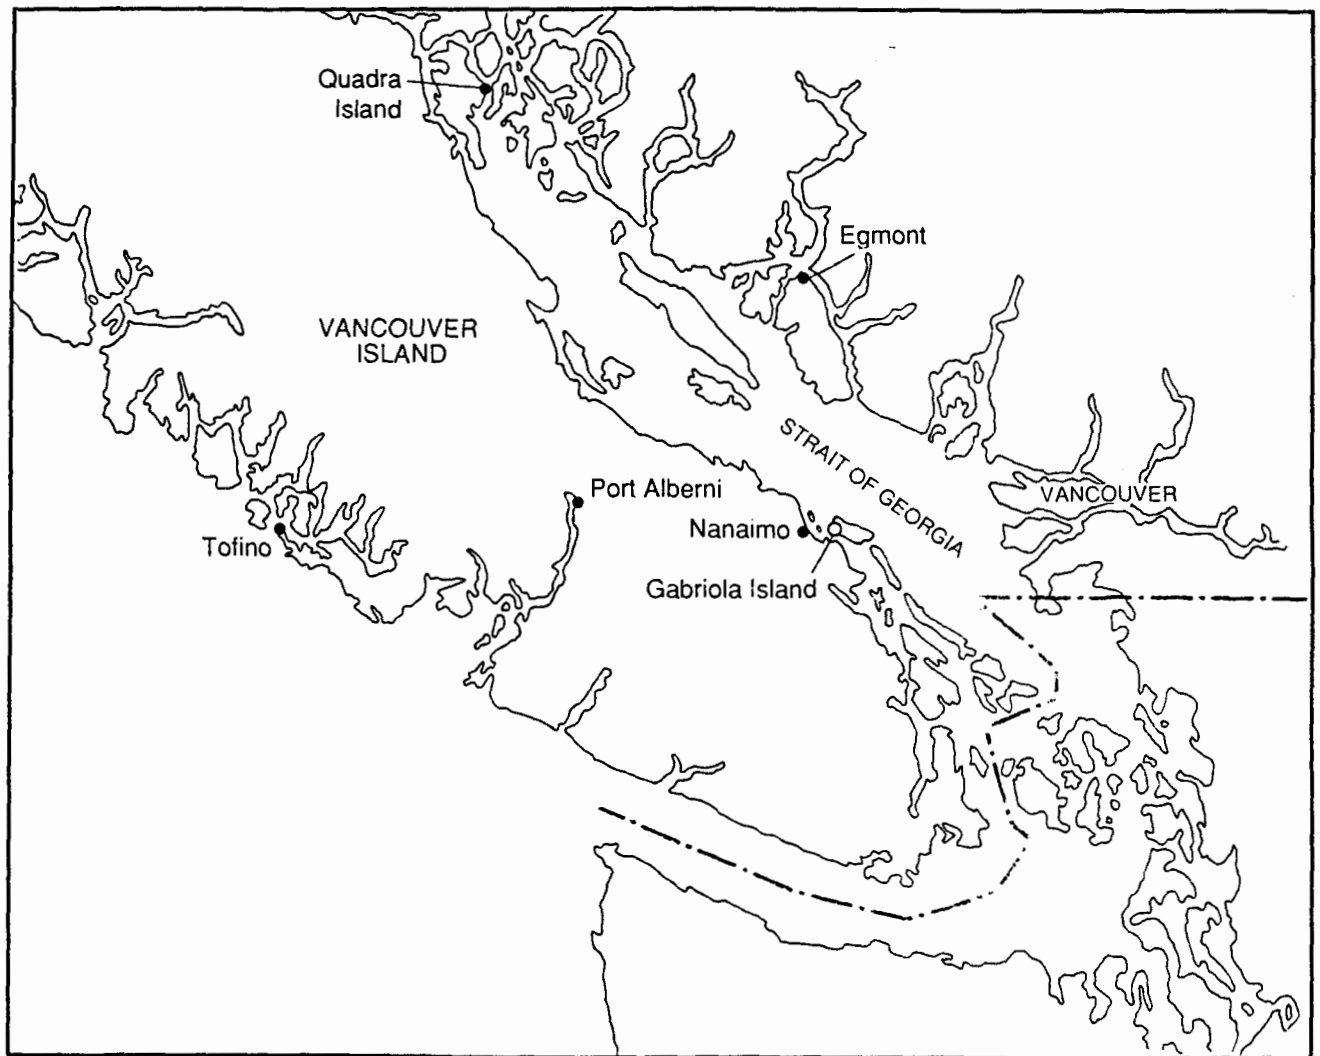 Quadra
Island
Egmont
VANCOUVER
ISLAND
STRAIT OF GEORGIA
Port Alberni
VANCOUVER
Nanaimo
Tofino
Gabriola Island